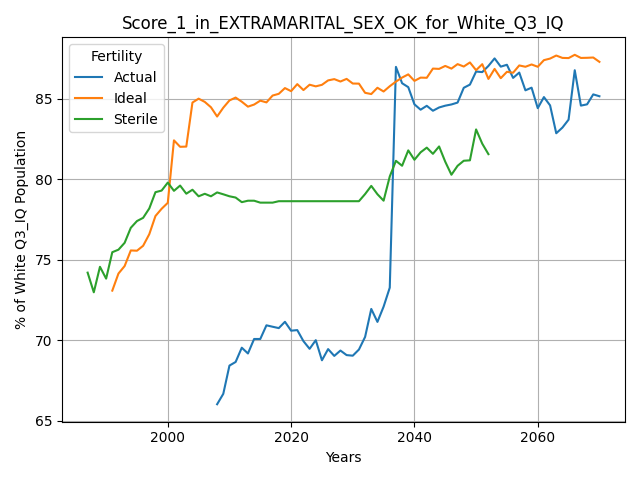 Score_1_in_EXTRAMARITAL_SEX_OK_for_White_Q3_IQ
Fertility
Actual
Ideal
Sterile
% of White Q3_IQ Population
85
80
75
70
65
2000
2020
2040
2060
Years